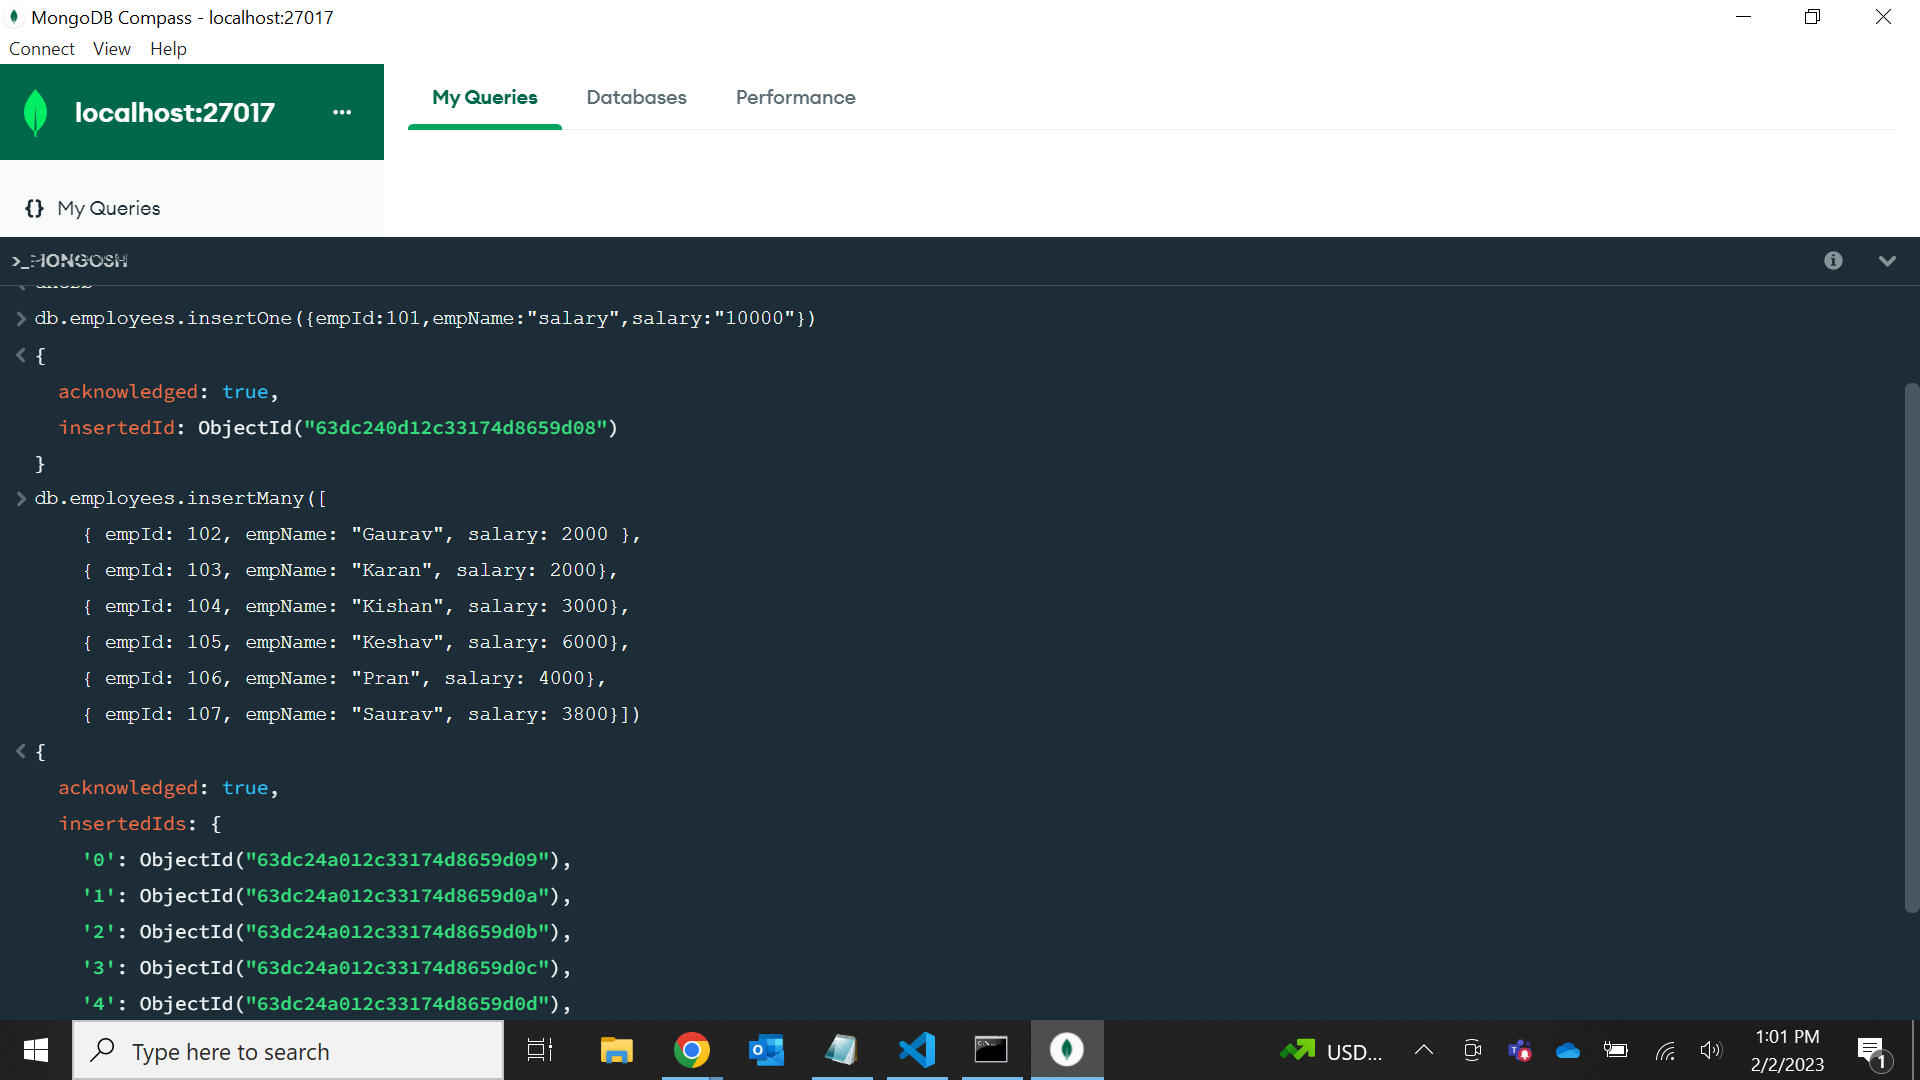 MongoDB Compass - localhost:27017
Connect View Help
localhost:27017 ...
My Queries Databases Performance
{} My Queries
>_MONGOSH
> db.employees.insertOne({empId:101,empName:"salary",salary:"10000"})
< {
acknowledged: true,
insertedId: ObjectId("63dc240d12c33174d8659d08")
}
> db.employees.insertMany([
{ empId: 102, empName: "Gaurav", salary: 2000 },
{ empId: 103, empName: "Karan", salary: 2000},
{ empId: 104, empName: "Kishan", salary: 3000},
{ empId: 105, empName: "Keshav", salary: 6000},
{ empId: 106, empName: "Pran", salary: 4000},
{ empId: 107, empName: "Saurav", salary: 3800}])
< {
acknowledged: true,
insertedIds: {
'0': ObjectId("63dc24a012c33174d8659d09"),
'1': ObjectId("63dc24a012c33174d8659d0a"),
'2': ObjectId("63dc24a012c33174d8659d0b"),
'3': ObjectId("63dc24a012c33174d8659d0c"),
'4': ObjectId("63dc24a012c33174d8659d0d"),
Type here to search
USD...
1:01 PM
2/2/2023
1